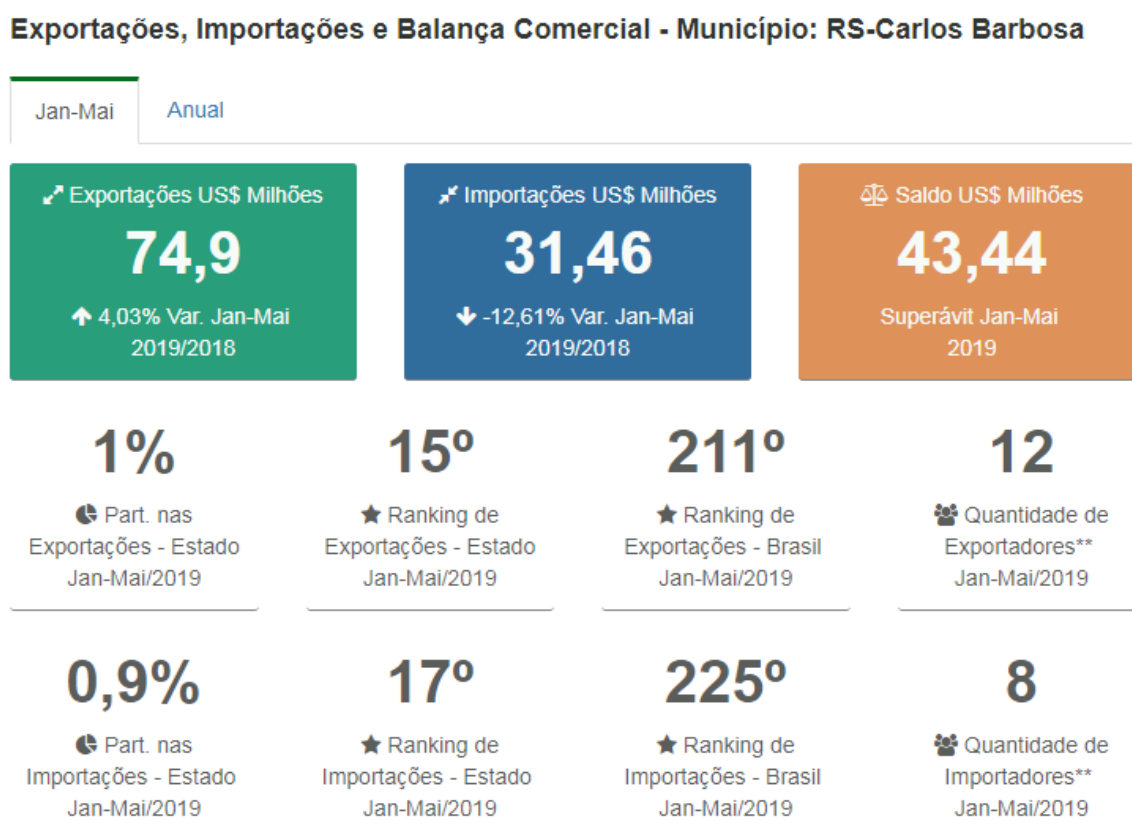 Exportações, Importações e Balança Comercial - Município: RS-Carlos Barbosa
Jan-Mai
Anual
Exportações US$ Milhões
74,9
4,03% Var. Jan-Mai
2019/2018
Importações US$ Milhões
31,46
-12,61% Var. Jan-Mai
2019/2018
Saldo US$ Milhões
43,44
Superávit Jan-Mai
2019
1%
Part. nas
Exportações - Estado
Jan-Mai/2019
15º
Ranking de
Exportações - Estado
Jan-Mai/2019
211º
Ranking de
Exportações - Brasil
Jan-Mai/2019
12
Quantidade de
Exportadores**
Jan-Mai/2019
0,9%
Part. nas
Importações - Estado
Jan-Mai/2019
17º
Ranking de
Importações - Estado
Jan-Mai/2019
225º
Ranking de
Importações - Brasil
Jan-Mai/2019
8
Quantidade de
Importadores**
Jan-Mai/2019